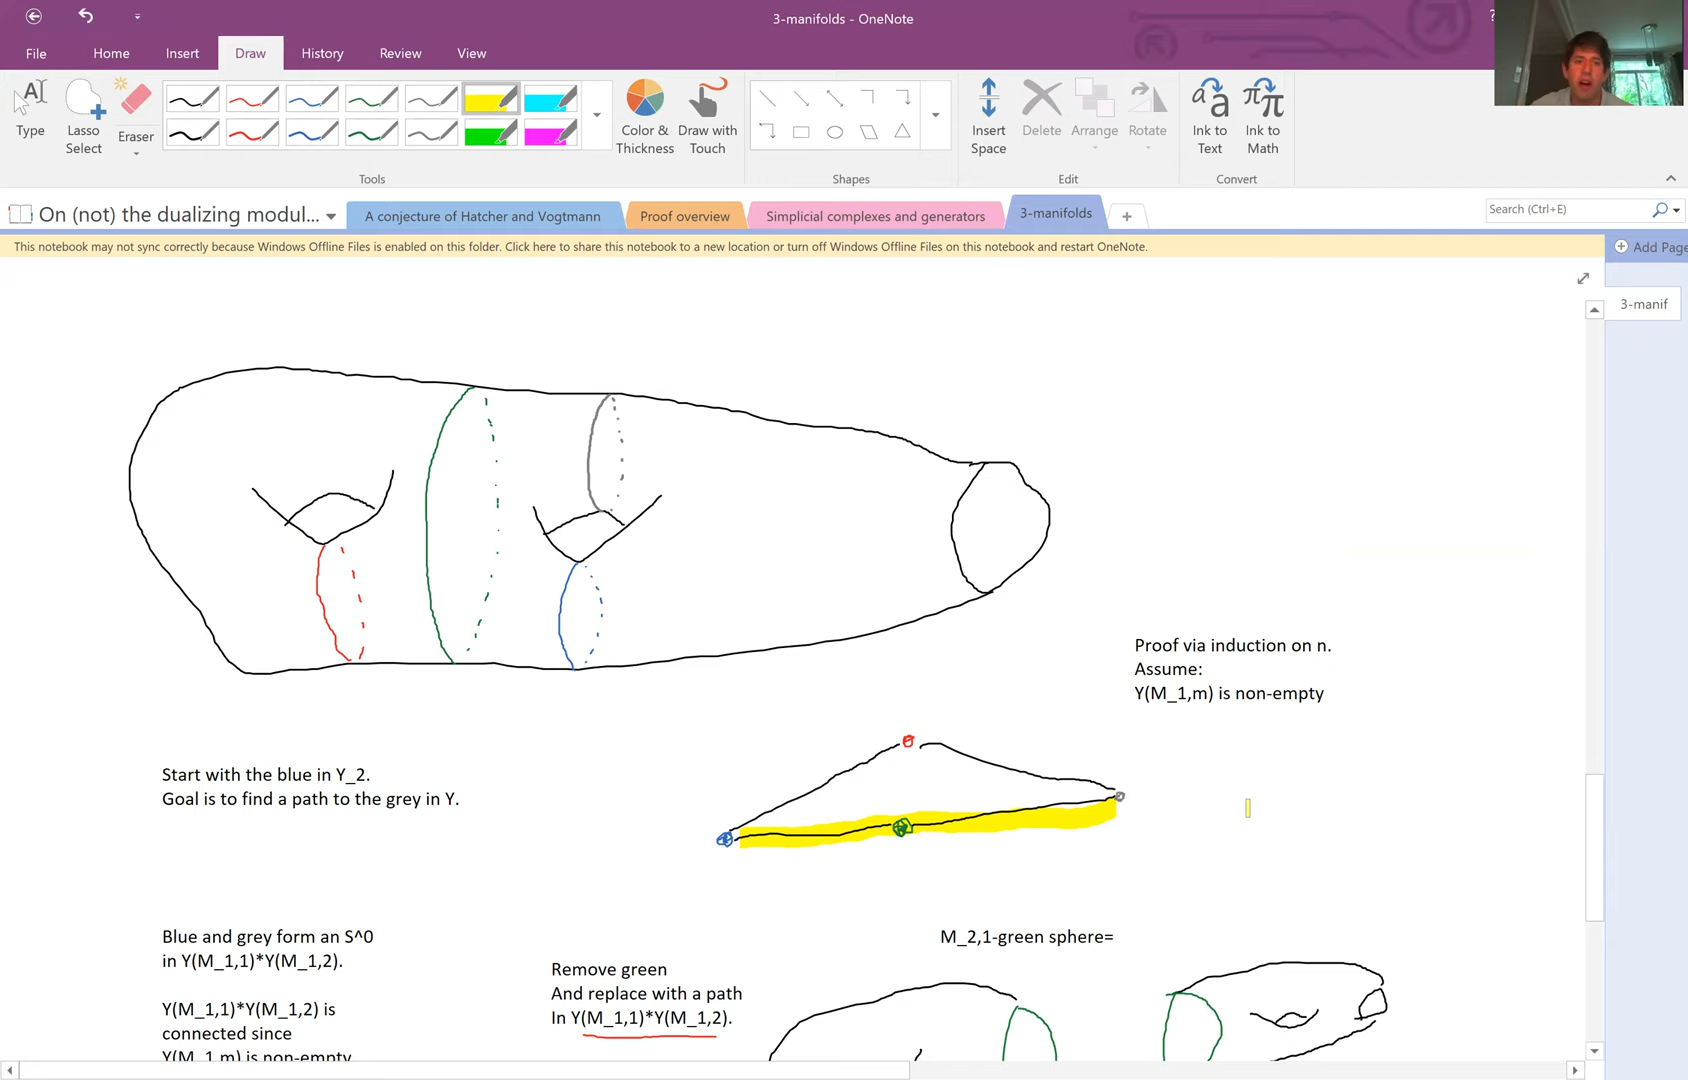 3-manifolds - OneNote
?
File
Home
Insert
Draw
History
Review
View
Type
Lasso Select
Eraser
Color & Thickness
Draw with Touch
Insert Space
Delete
Arrange
Rotate
Ink to Text
Ink to Math
Tools
Shapes
Edit
Convert
On (not) the dualizing modul...
A conjecture of Hatcher and Vogtmann
Proof overview
Simplicial complexes and generators
3-manifolds
Search (Ctrl+E)
This notebook may not sync correctly because Windows Offline Files is enabled on this folder. Click here to share this notebook to a new location or turn off Windows Offline Files on this notebook and restart OneNote.
Add Page
3-manif
Proof via induction on n.
Assume:
Y(M_1,m) is non-empty
Start with the blue in Y_2.
Goal is to find a path to the grey in Y.
Blue and grey form an S^0
in Y(M_1,1)*Y(M_1,2).
Y(M_1,1)*Y(M_1,2) is
connected since
Y(M_1,m) is non-empty
Remove green
And replace with a path
In Y(M_1,1)*Y(M_1,2).
M_2,1-green sphere=